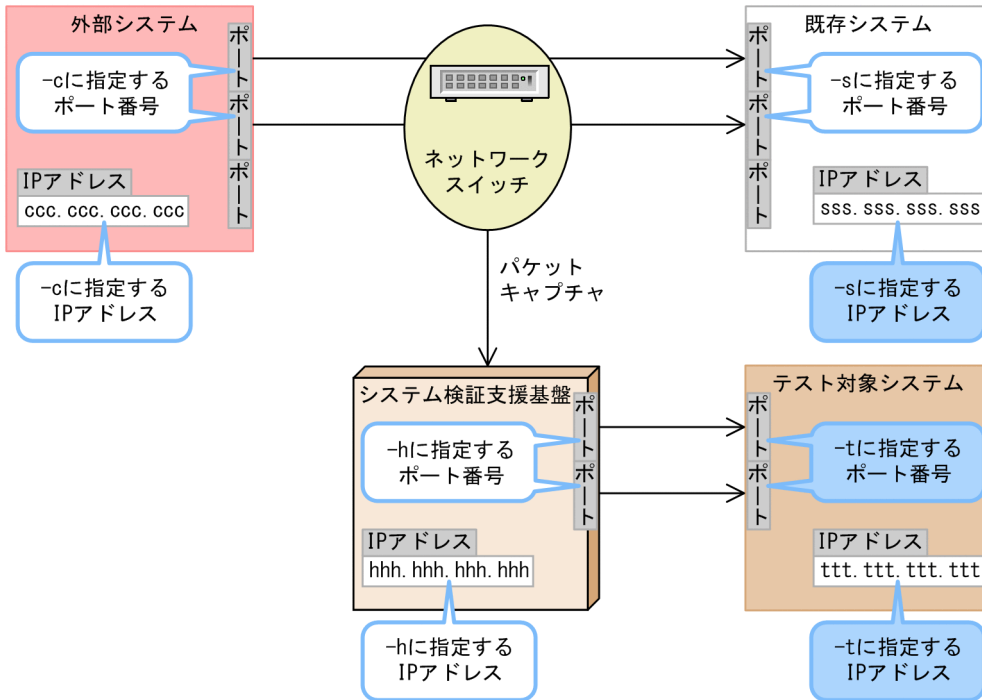 外部システム
ポート
-cに指定する
ポート番号
ポート
ポート
IPアドレス
ccc.ccc.ccc.ccc
-cに指定する
IPアドレス
ネットワーク
スイッチ
パケット
キャプチャ
既存システム
ポート
-sに指定する
ポート番号
ポート
ポート
IPアドレス
sss.sss.sss.sss
-sに指定する
IPアドレス
システム検証支援基盤
ポート
-hに指定する
ポート番号
ポート
IPアドレス
hhh.hhh.hhh.hhh
-hに指定する
IPアドレス
テスト対象システム
ポート
-tに指定する
ポート番号
ポート
IPアドレス
ttt.ttt.ttt.ttt
-tに指定する
IPアドレス